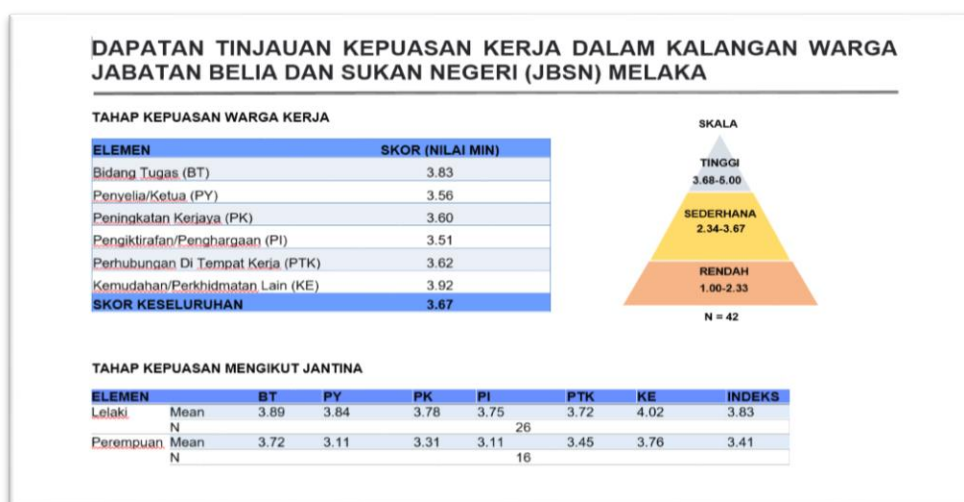 DAPATAN TINJAUAN KEPUASAN KERJA DALAM KALANGAN WARGA
JABATAN BELIA DAN SUKAN NEGERI (JBSN) MELAKA
TAHAP KEPUASAN WARGA KERJA
ELEMEN SKOR (NILAI MIN)
Bidang Tugas (BT) 3.83
Penyelia/Ketua (PY) 3.56
Peningkatan Kerjaya (PK) 3.60
Pengiktirafan/Penghargaan (PI) 3.51
Perhubungan Di Tempat Kerja (PTK) 3.62
Kemudahan/Perkhidmatan Lain (KE) 3.92
SKOR KESELURUHAN 3.67
SKALA
TINGGI
3.68-5.00
SEDERHANA
2.34-3.67
RENDAH
1.00-2.33
N = 42
TAHAP KEPUASAN MENGIKUT JANTINA
ELEMEN BT PY PK PI PTK KE INDEKS
Lelaki Mean 3.89 3.84 3.78 3.75 3.72 4.02 3.83
N 26
Perempuan Mean 3.72 3.11 3.31 3.11 3.45 3.76 3.41
N 16